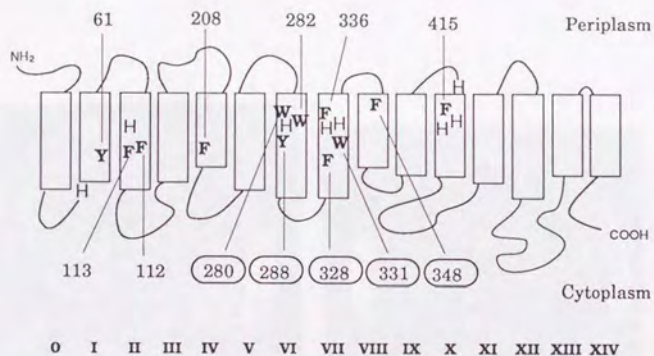 61 208 282 336 415 Periplasm
NH₂
H
F
W F F
H H W H H H H
F F F Y W
Y F
H
COOH
113 112 280 288 328 331 348
Cytoplasm
0 I II III IV V VI VII VIII IX X XI XII XIII XIV